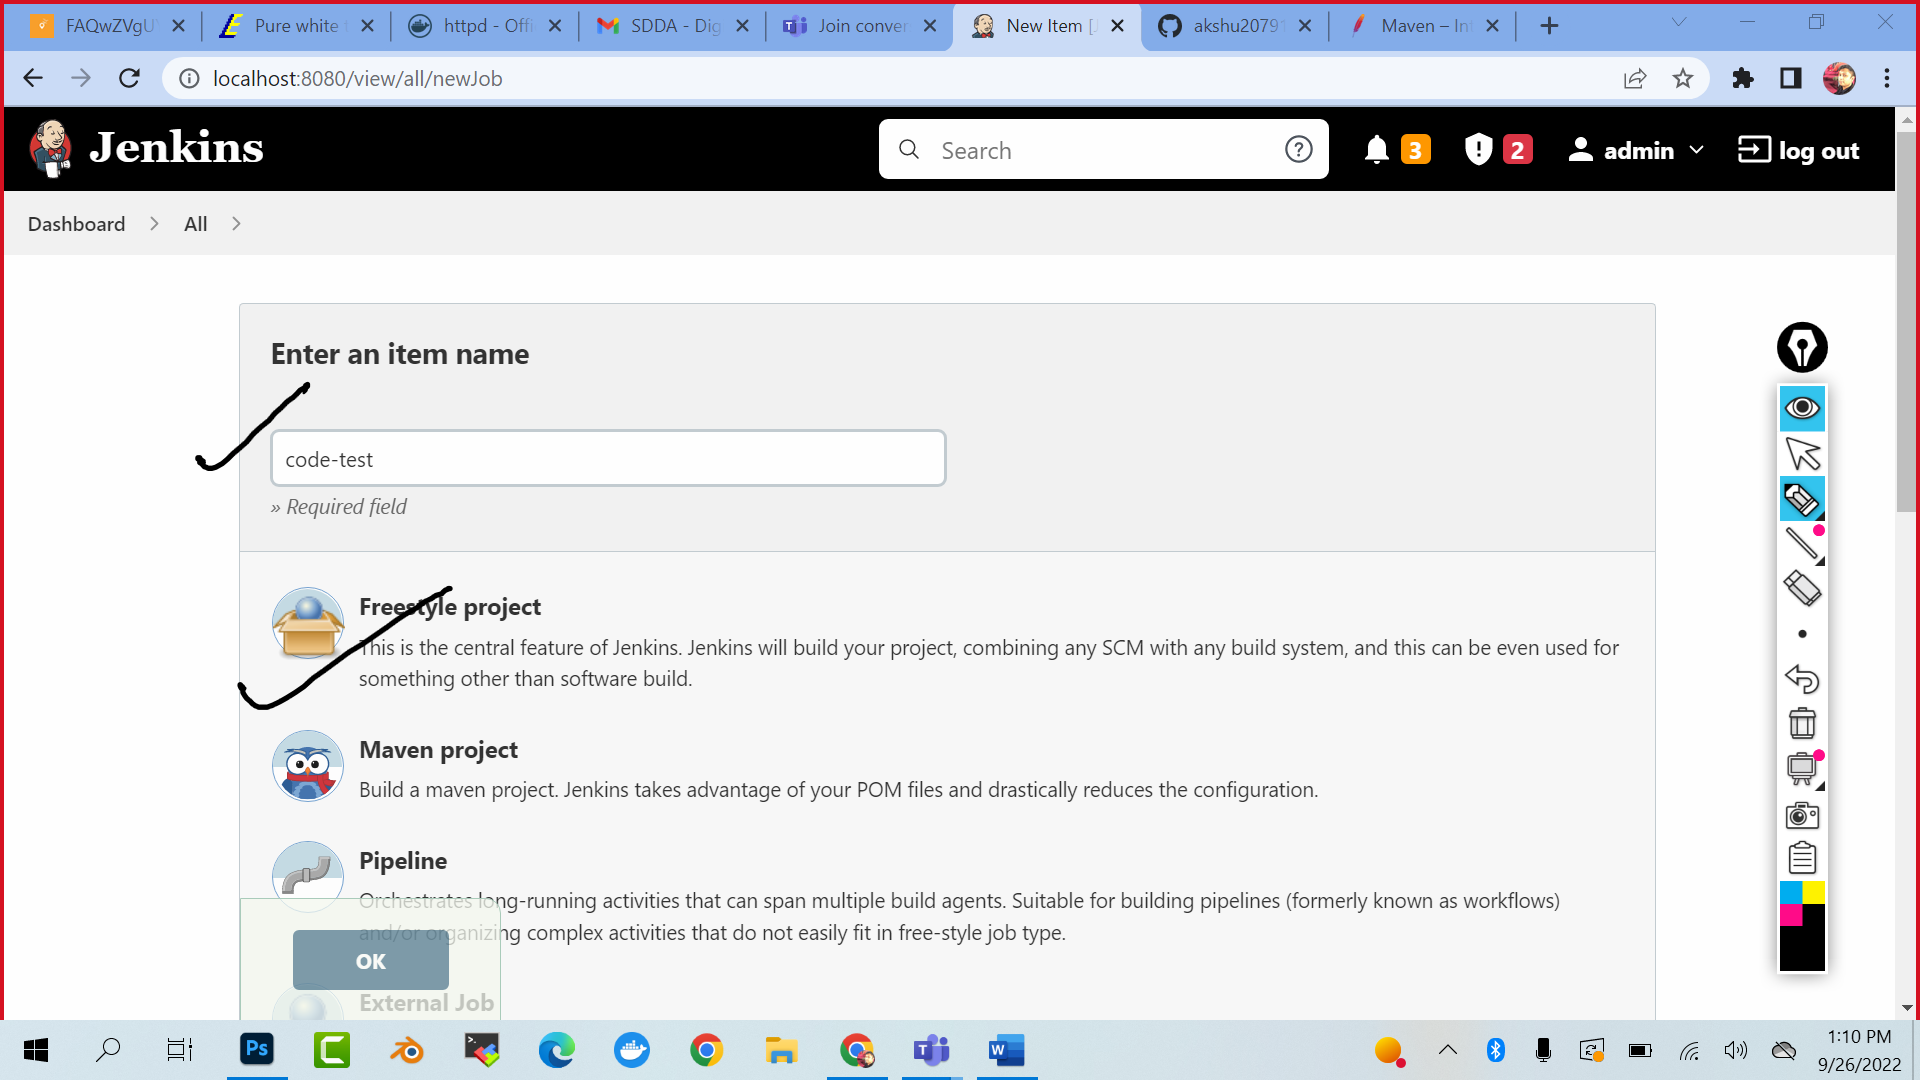 FAQwZVgU
Pure white
httpd - Offi
SDDA - Dig
Join conver
New Item [J
akshu2079
Maven – In
localhost:8080/view/all/newJob
Jenkins
Search
3
2
admin
log out
Dashboard
All
Enter an item name
code-test
» Required field
Freestyle project
This is the central feature of Jenkins. Jenkins will build your project, combining any SCM with any build system, and this can be even used for
something other than software build.
Maven project
Build a maven project. Jenkins takes advantage of your POM files and drastically reduces the configuration.
Pipeline
Orchestrates long-running activities that can span multiple build agents. Suitable for building pipelines (formerly known as workflows)
and/or organizing complex activities that do not easily fit in free-style job type.
OK
External Job
Ps
1:10 PM
9/26/2022